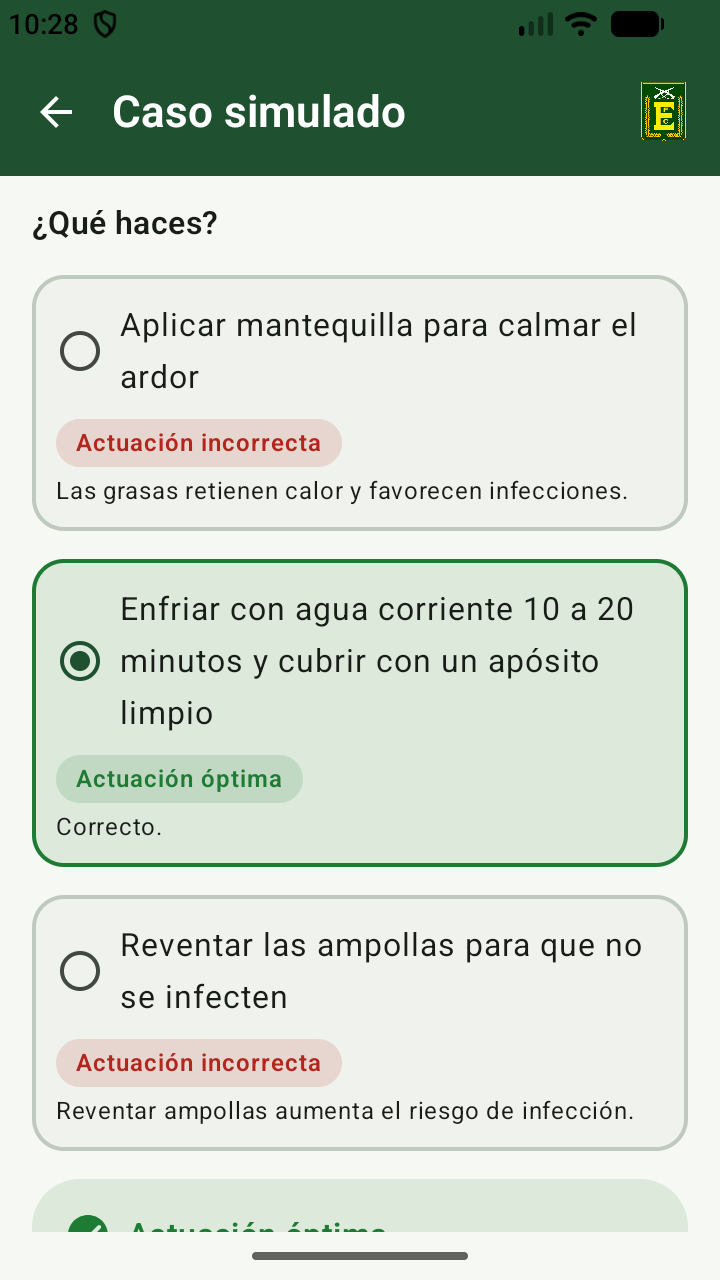 10:28
Caso simulado
E
¿Qué haces?
Aplicar mantequilla para calmar el
ardor
Actuación incorrecta
Las grasas retienen calor y favorecen infecciones.
Enfriar con agua corriente 10 a 20
minutos y cubrir con un apósito
limpio
Actuación óptima
Correcto.
Reventar las ampollas para que no
se infecten
Actuación incorrecta
Reventar ampollas aumenta el riesgo de infección.
Actuación óptima